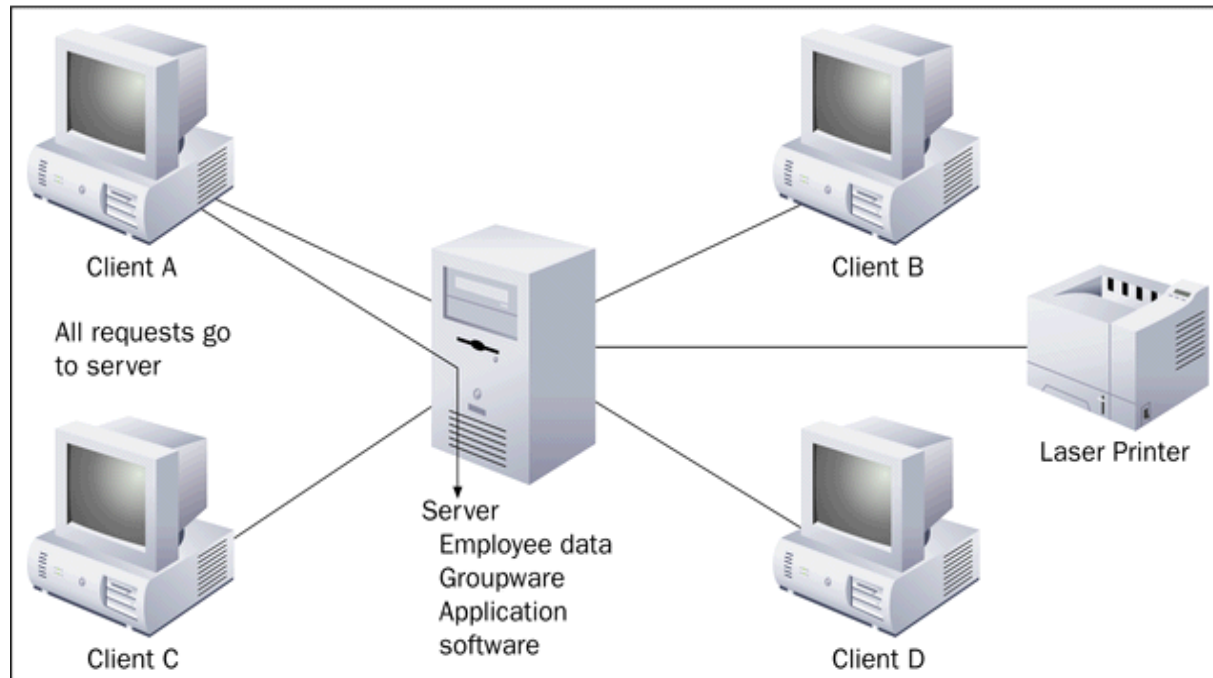 Client A
Client B
All requests go
to server
Laser Printer
Server
Employee data
Groupware
Application
software
Client C
Client D